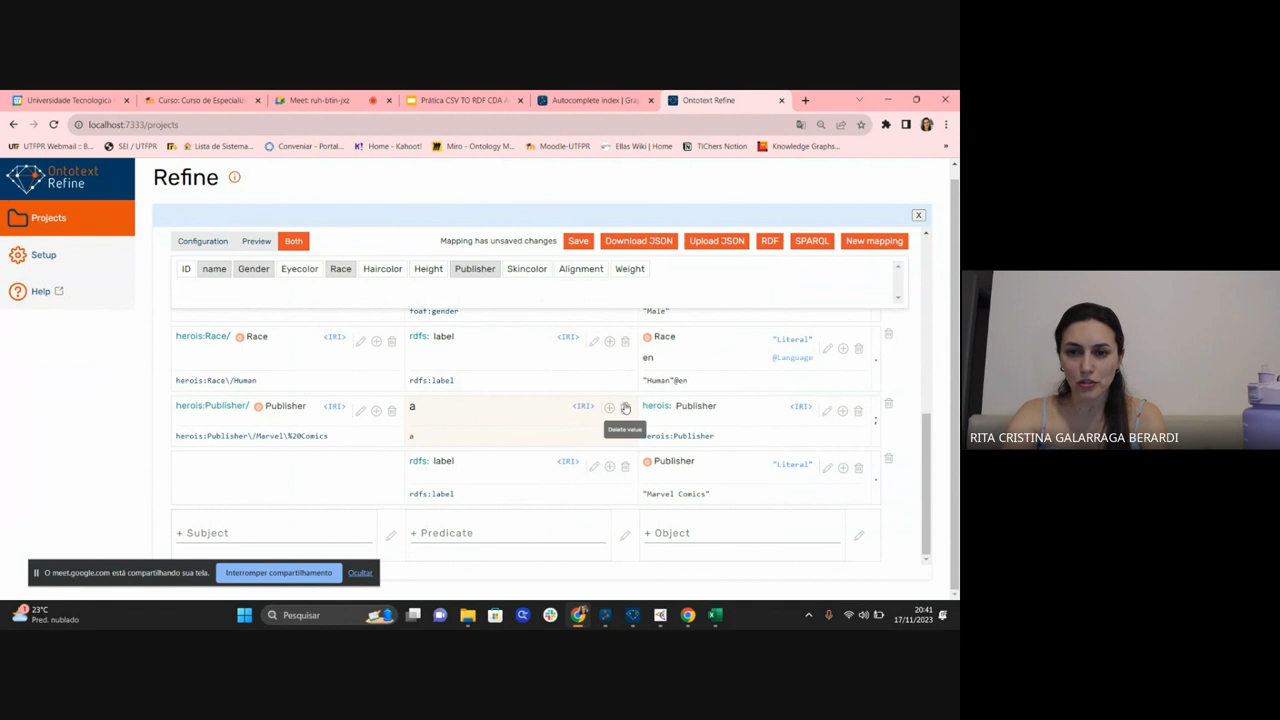 Universidade Tecnologica
Curso: Curso de Especializ
Meet: ruh-btin-jxz
Prática CSV TO RDF CDA A
Autocomplete index | Grap
Ontotext Refine
localhost:7333/projects
UTFPR Webmail :: B...
SEI / UTFPR
Lista de Sistema...
Conveniar - Portal...
Home - Kahoot!
Miro - Ontology M...
Moodle-UTFPR
Ellas Wiki | Home
TIChers Notion
Knowledge Graphs...
Ontotext
Refine
Refine
Projects
Setup
Help
X
Configuration Preview Both
Mapping has unsaved changes
Save Download JSON Upload JSON RDF SPARQL New mapping
ID name Gender Eyecolor Race Haircolor Height Publisher Skincolor Alignment Weight
foaf:gender "Male"
herois:Race/ Race <IRI> rdfs: label <IRI> Race "Literal"
en @Language
.
herois:Race\/Human rdfs:label "Human"@en
herois:Publisher/ Publisher <IRI> a <IRI> herois: Publisher <IRI>
;
Delete value
herois:Publisher\/Marvel\%20Comics a herois:Publisher
rdfs: label <IRI> Publisher "Literal"
.
rdfs:label "Marvel Comics"
+ Subject + Predicate + Object
O meet.google.com está compartilhando sua tela.
Interromper compartilhamento
Ocultar
1
23°C
Pred. nublado
Pesquisar
20:41
17/11/2023
RITA CRISTINA GALARRAGA BERARDI